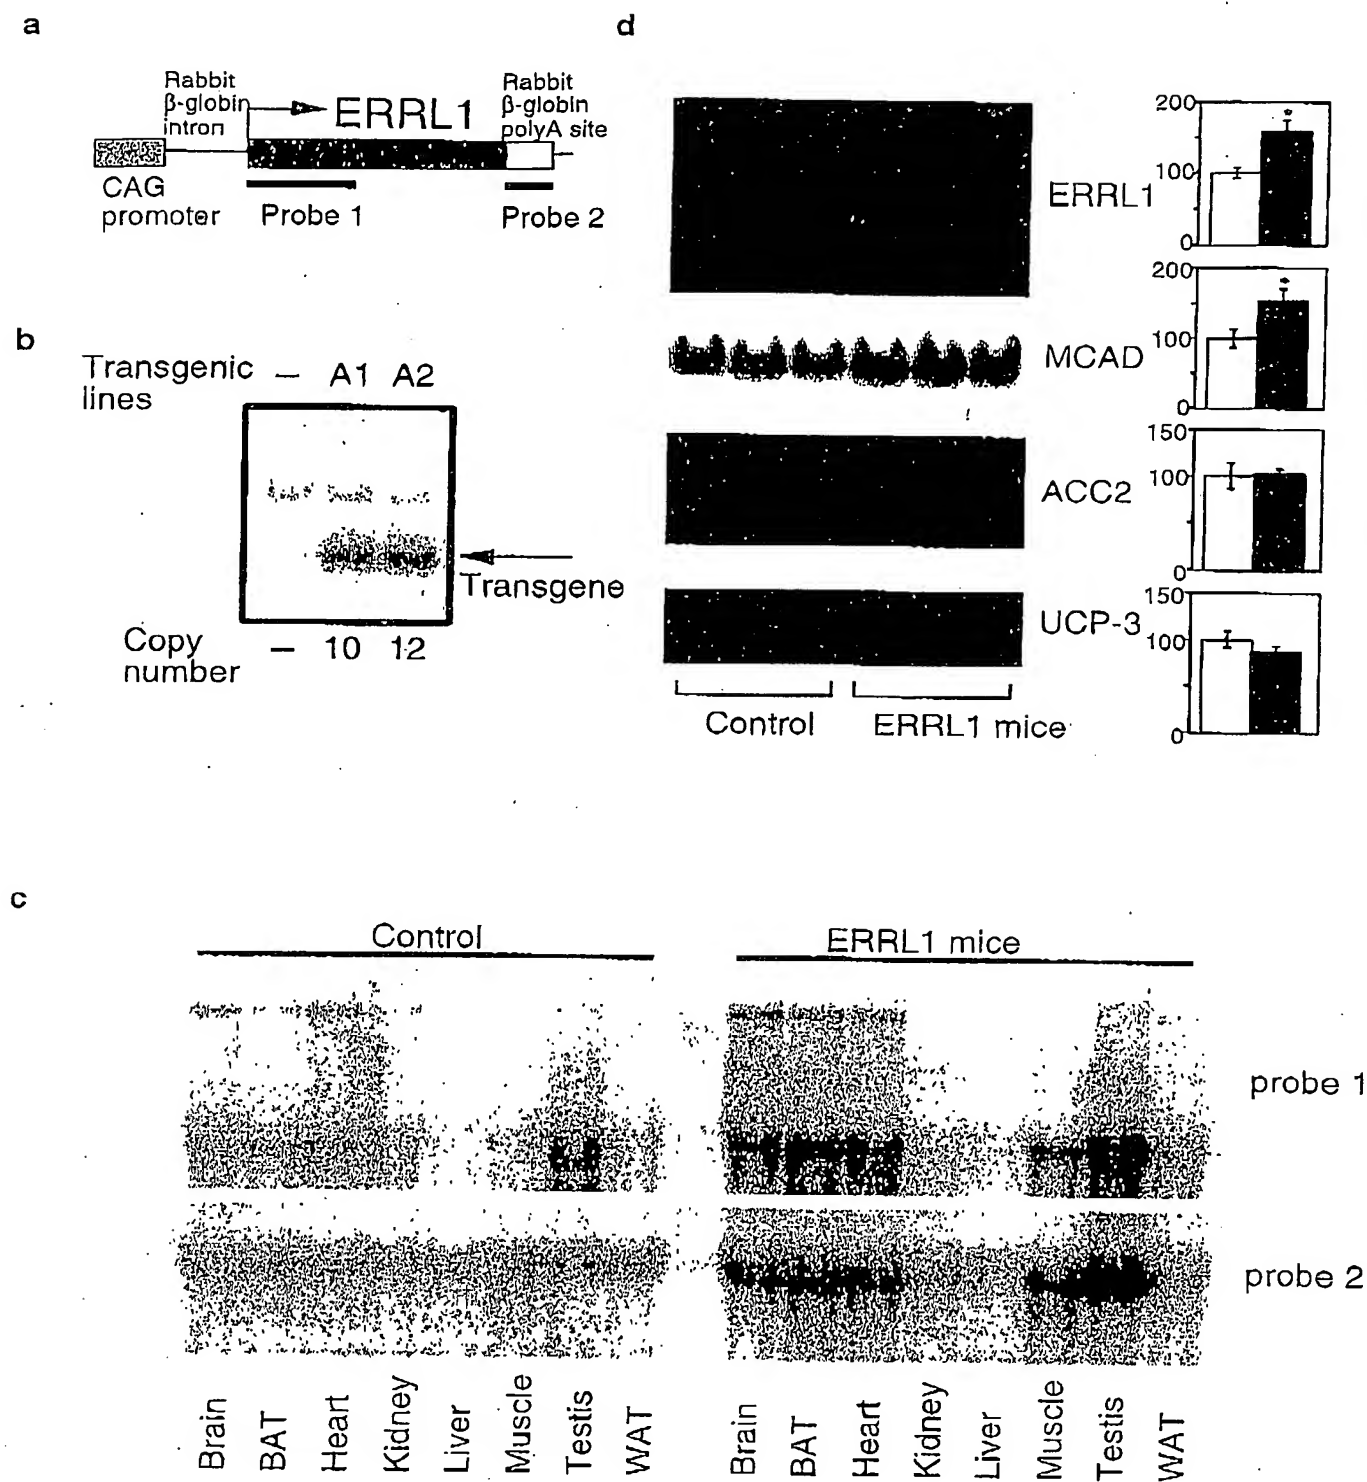 a
Rabbit
β-globin
intron
ERRL1
Rabbit
β-globin
polyA site
CAG
promoter
Probe 1
Probe 2
b
Transgenic
lines
– A1 A2
Transgene
Copy
number
– 10 12
d
ERRL1
200
100
0
*
MCAD
200
100
0
*
ACC2
150
100
0
UCP-3
150
100
0
Control
ERRL1 mice
c
Control
ERRL1 mice
probe 1
probe 2
Brain
BAT
Heart
Kidney
Liver
Muscle
Testis
WAT
Brain
BAT
Heart
Kidney
Liver
Muscle
Testis
WAT